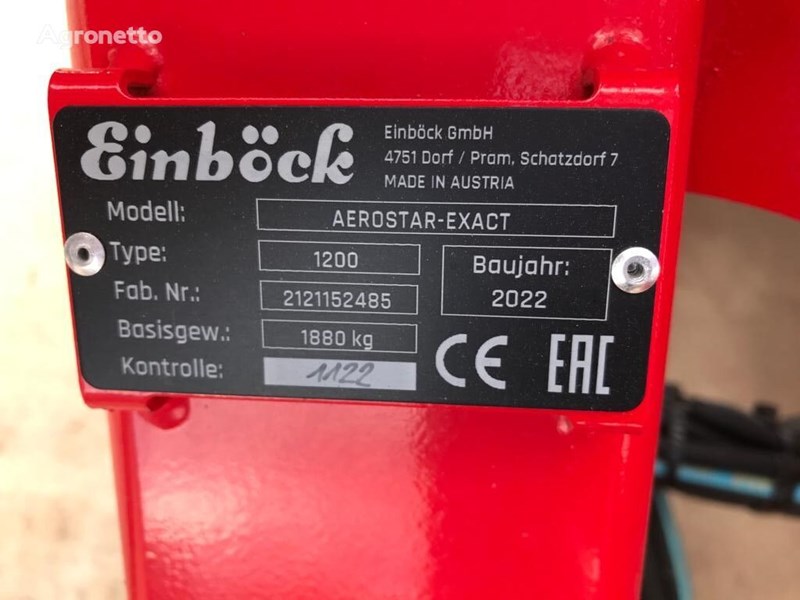 Agronetto
Einböck
Einböck GmbH
4751 Dorf / Pram, Schatzdorf 7
MADE IN AUSTRIA
Modell: AEROSTAR-EXACT
Type: 1200
Baujahr: 2022
Fab. Nr.: 2121152485
Basisgew.: 1880 kg
Kontrolle: 1122
CE EAC